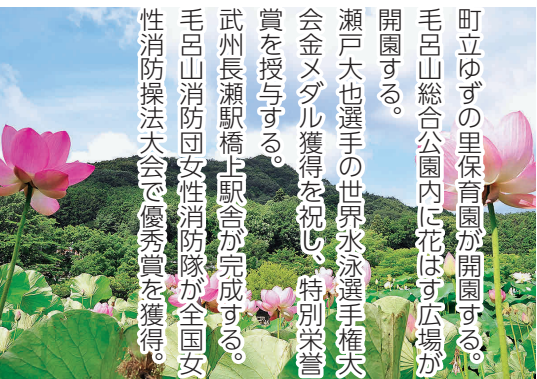 町立ゆずの里保育園が開園する。
毛呂山総合公園内に花はす広場が
開園する。
瀬戸大也選手の世界水泳選手権大
会金メダル獲得を祝し、特別栄誉
賞を授与する。
武州長瀬駅橋上駅舎が完成する。
毛呂山消防団女性消防隊が全国女
性消防操法大会で優秀賞を獲得。